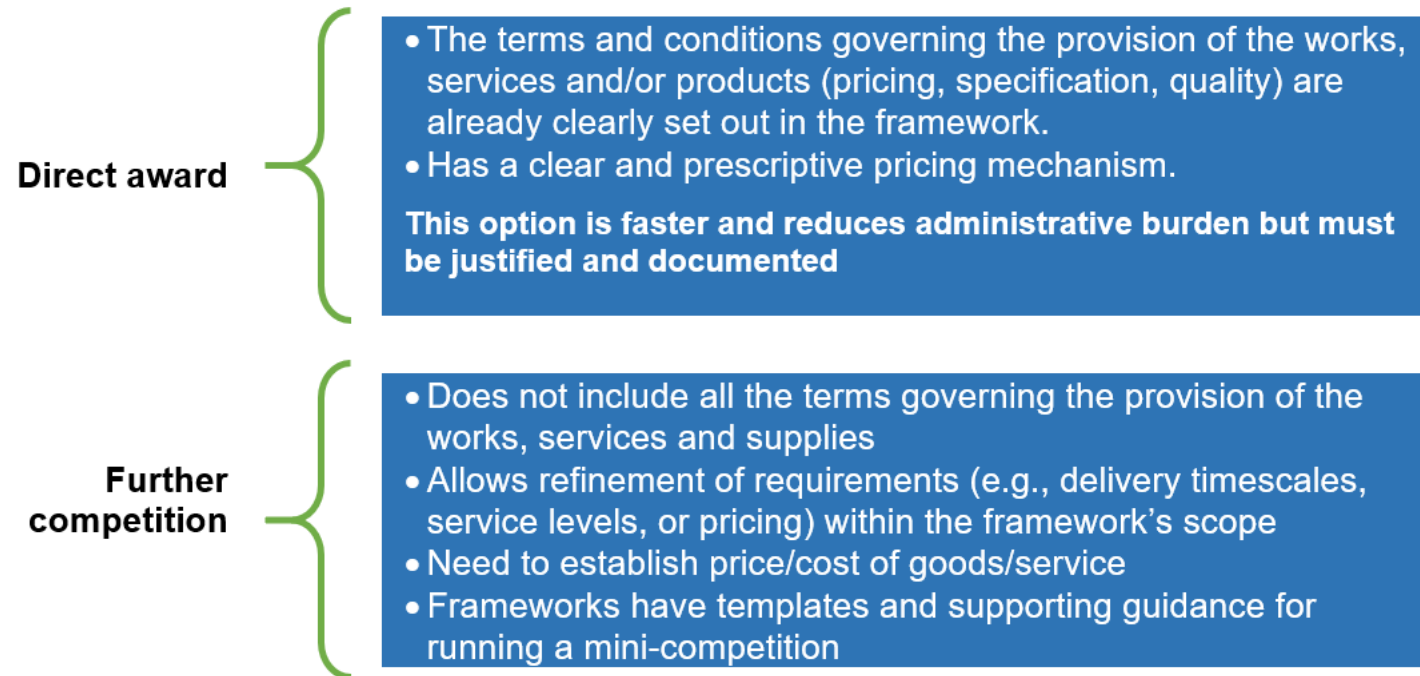 Direct award
• The terms and conditions governing the provision of the works,
services and/or products (pricing, specification, quality) are
already clearly set out in the framework.
• Has a clear and prescriptive pricing mechanism.
This option is faster and reduces administrative burden but must
be justified and documented
Further
competition
• Does not include all the terms governing the provision of the
works, services and supplies
• Allows refinement of requirements (e.g., delivery timescales,
service levels, or pricing) within the framework’s scope
• Need to establish price/cost of goods/service
• Frameworks have templates and supporting guidance for
running a mini-competition